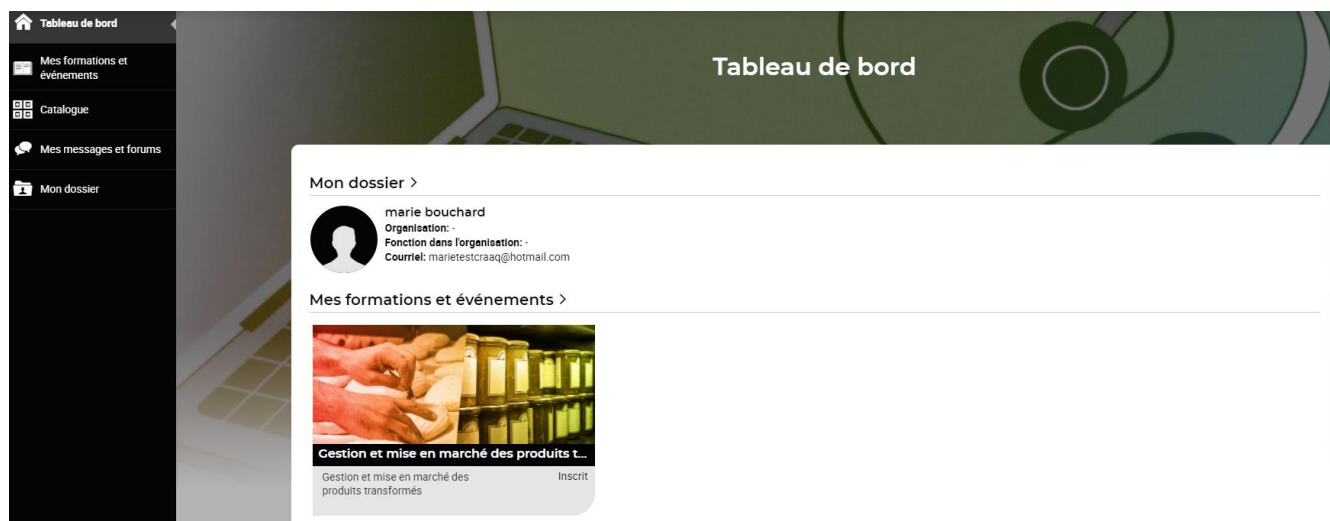 Tableau de bord
Mes formations et
événements
Catalogue
Mes messages et forums
Mon dossier
Tableau de bord
Mon dossier >
marie bouchard
Organisation: -
Fonction dans l'organisation: -
Courriel: marietestcraaq@hotmail.com
Mes formations et événements >
Gestion et mise en marché des produits t...
Gestion et mise en marché des
produits transformés
Inscrit